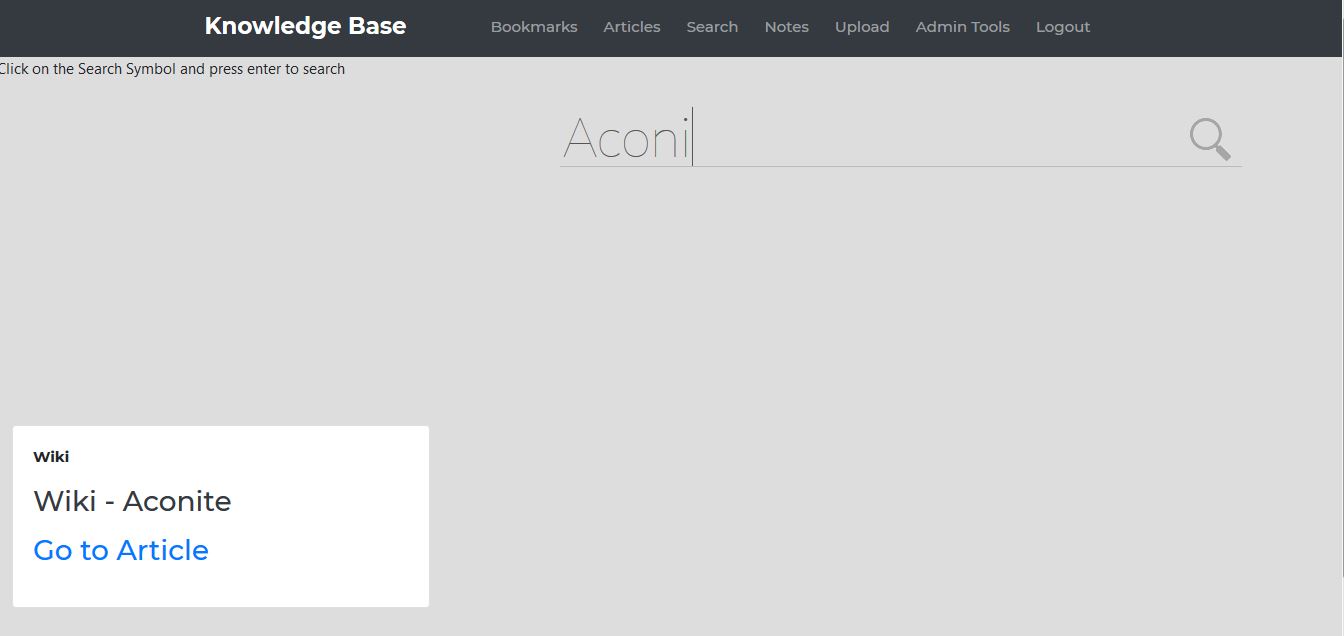 Knowledge Base Bookmarks Articles Search Notes Upload Admin Tools Logout
Click on the Search Symbol and press enter to search
Aconi
Wiki
Wiki - Aconite
Go to Article